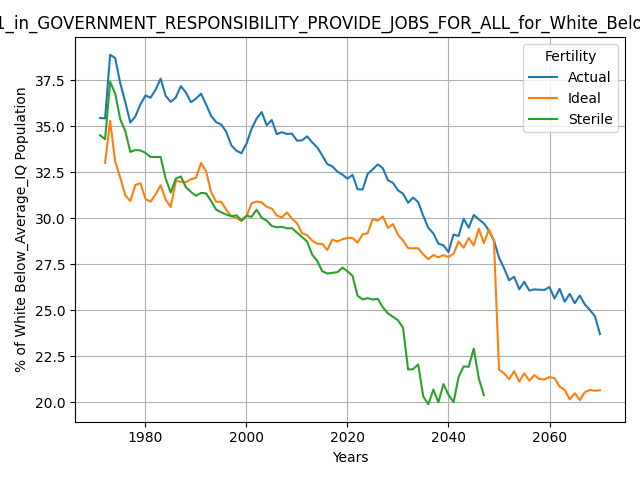 1_in_GOVERNMENT_RESPONSIBILITY_PROVIDE_JOBS_FOR_ALL_for_White_Belo
Fertility
Actual
Ideal
Sterile
% of White Below_Average_IQ Population
37.5
35.0
32.5
30.0
27.5
25.0
22.5
20.0
1980
2000
2020
2040
2060
Years